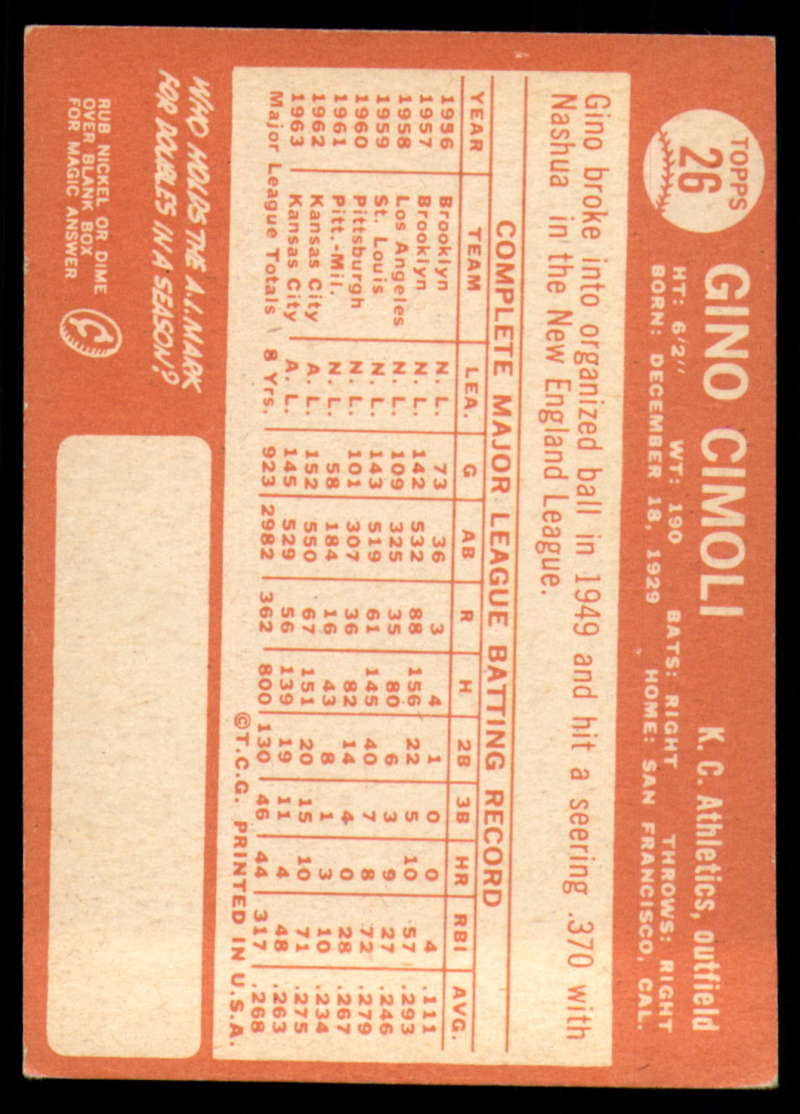 TOPPS
26
GINO CIMOLI K. C. Athletics, outfield
HT: 6'2" WT: 190 BATS: RIGHT THROWS: RIGHT
BORN: DECEMBER 18, 1929 HOME: SAN FRANCISCO, CAL.
Gino broke into organized ball in 1949 and hit a seering .370 with
Nashua in the New England League.
COMPLETE MAJOR LEAGUE BATTING RECORD
YEAR TEAM LEA. G AB R H 2B 3B HR RBI AVG.
1956 Brooklyn N. L. 73 36 3 4 1 0 0 4 .111
1957 Brooklyn N. L. 142 532 88 156 22 5 10 57 .293
1958 Los Angeles N. L. 109 325 35 80 6 3 9 27 .246
1959 St. Louis N. L. 143 519 61 145 40 7 8 72 .279
1960 Pittsburgh N. L. 101 307 36 82 14 4 0 28 .267
1961 Pitt.-Mil. N. L. 58 184 16 43 8 1 3 10 .234
1962 Kansas City A. L. 152 550 67 151 20 15 10 71 .275
1963 Kansas City A. L. 145 529 56 139 19 11 4 48 .263
Major League Totals 8 Yrs. 923 2982 362 800 130 46 44 317 .268
©T.C.G. PRINTED IN U.S.A.
WHO HOLDS THE A.L. MARK
FOR DOUBLES IN A SEASON?
RUB NICKEL OR DIME
OVER BLANK BOX
FOR MAGIC ANSWER